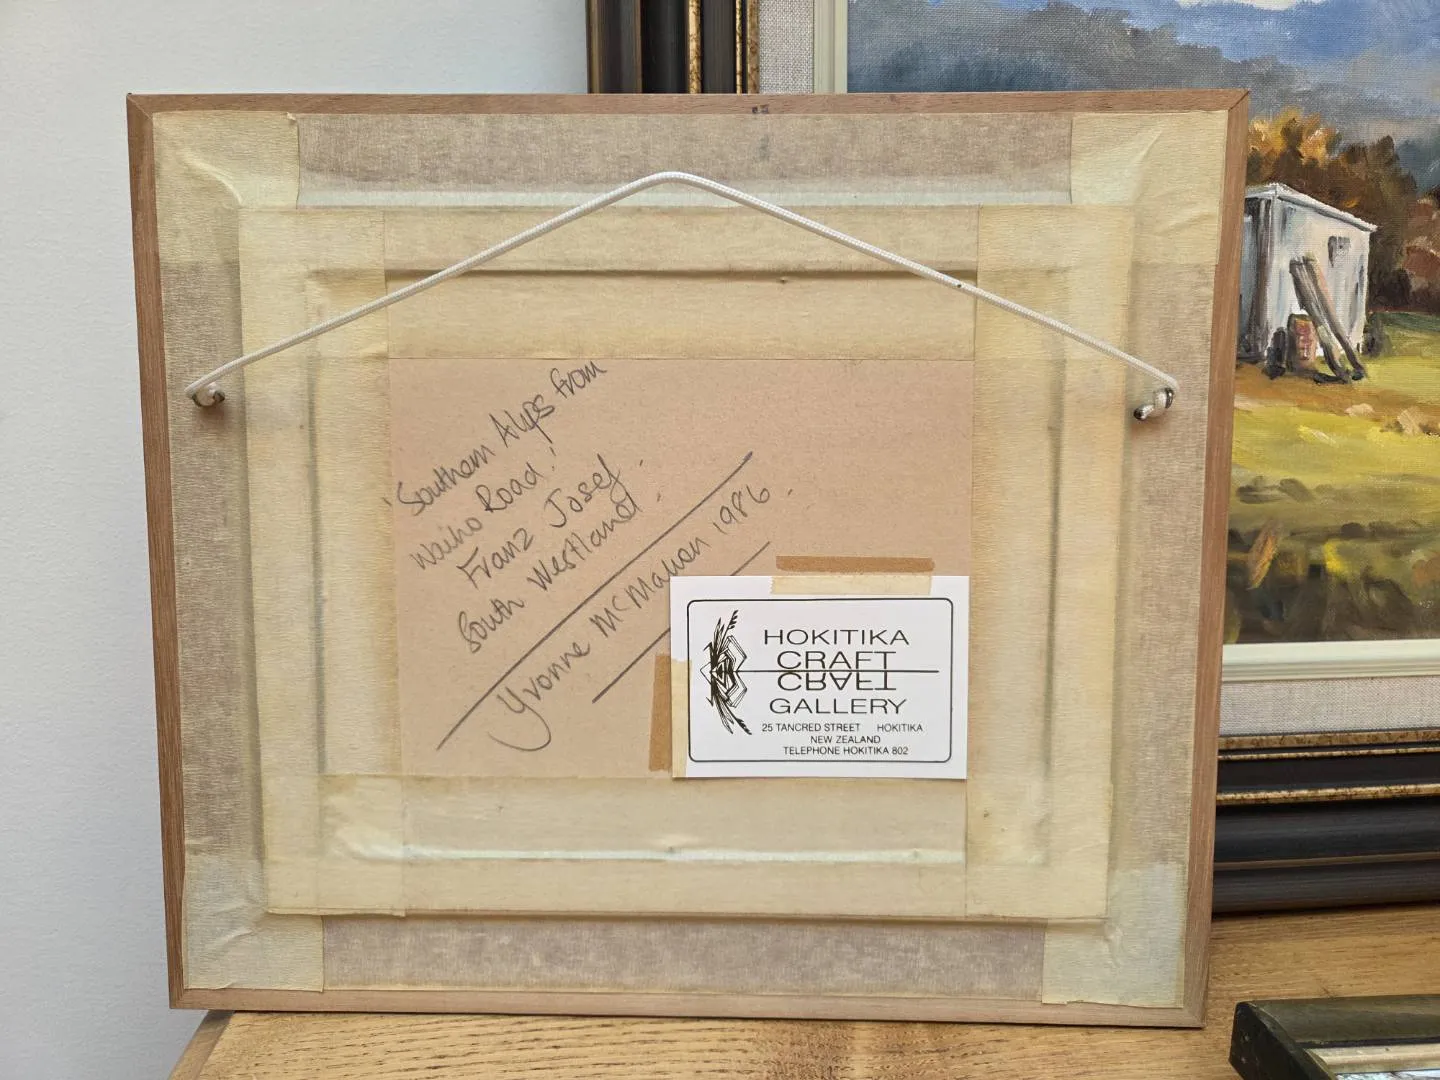 'Southern Alps from
Waiho Road'.
Franz Josef.
South Westland.
Yvonne McMahon 1986.
HOKITIKA
CRAFT
CRAFT
GALLERY
25 TANCRED STREET HOKITIKA
NEW ZEALAND
TELEPHONE HOKITIKA 802